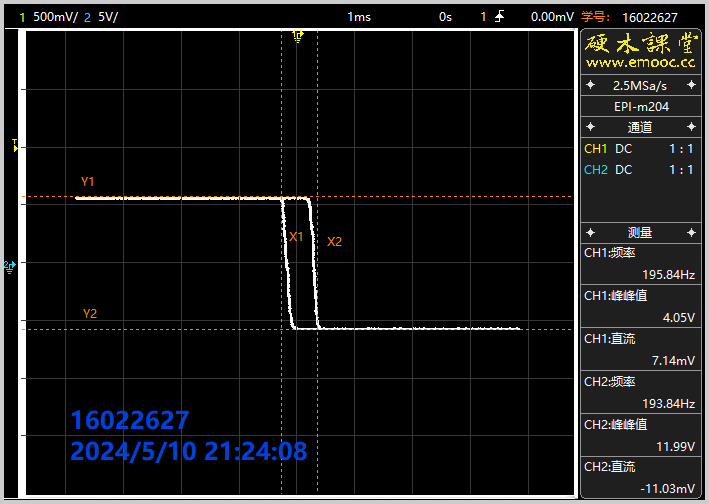 1 500mV/ 2 5V/ 1ms 0s 1 0.00mV 学号: 16022627
硬木課堂
www.emooc.cc
2.5MSa/s
EPI-m204
通道
CH1 DC 1 : 1
CH2 DC 1 : 1
测量
CH1:频率
195.84Hz
CH1:峰峰值
4.05V
CH1:直流
7.14mV
CH2:频率
193.84Hz
CH2:峰峰值
11.99V
CH2:直流
-11.03mV
T
T
Y1
X1
X2
2
Y2
16022627
2024/5/10 21:24:08